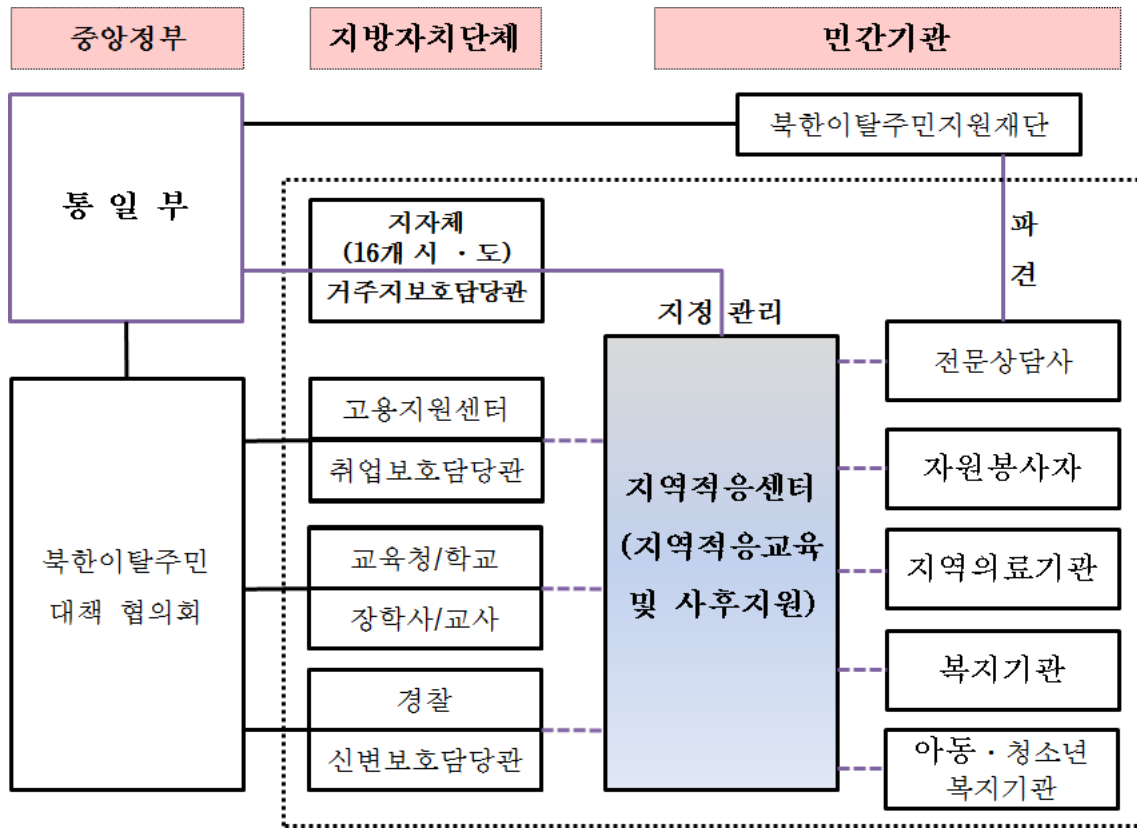 중앙정부
지방자치단체
민간기관
북한이탈주민지원재단
통 일 부
지자체
(16개 시 · 도)
거주지보호담당관
파
견
지정 관리
전문상담사
고용지원센터
취업보호담당관
자원봉사자
지역적응센터
(지역적응교육
및 사후지원)
북한이탈주민
대책 협의회
교육청/학교
장학사/교사
지역의료기관
복지기관
경찰
신변보호담당관
아동 · 청소년
복지기관